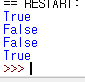 == RESTART:
True
False
False
True
>>>